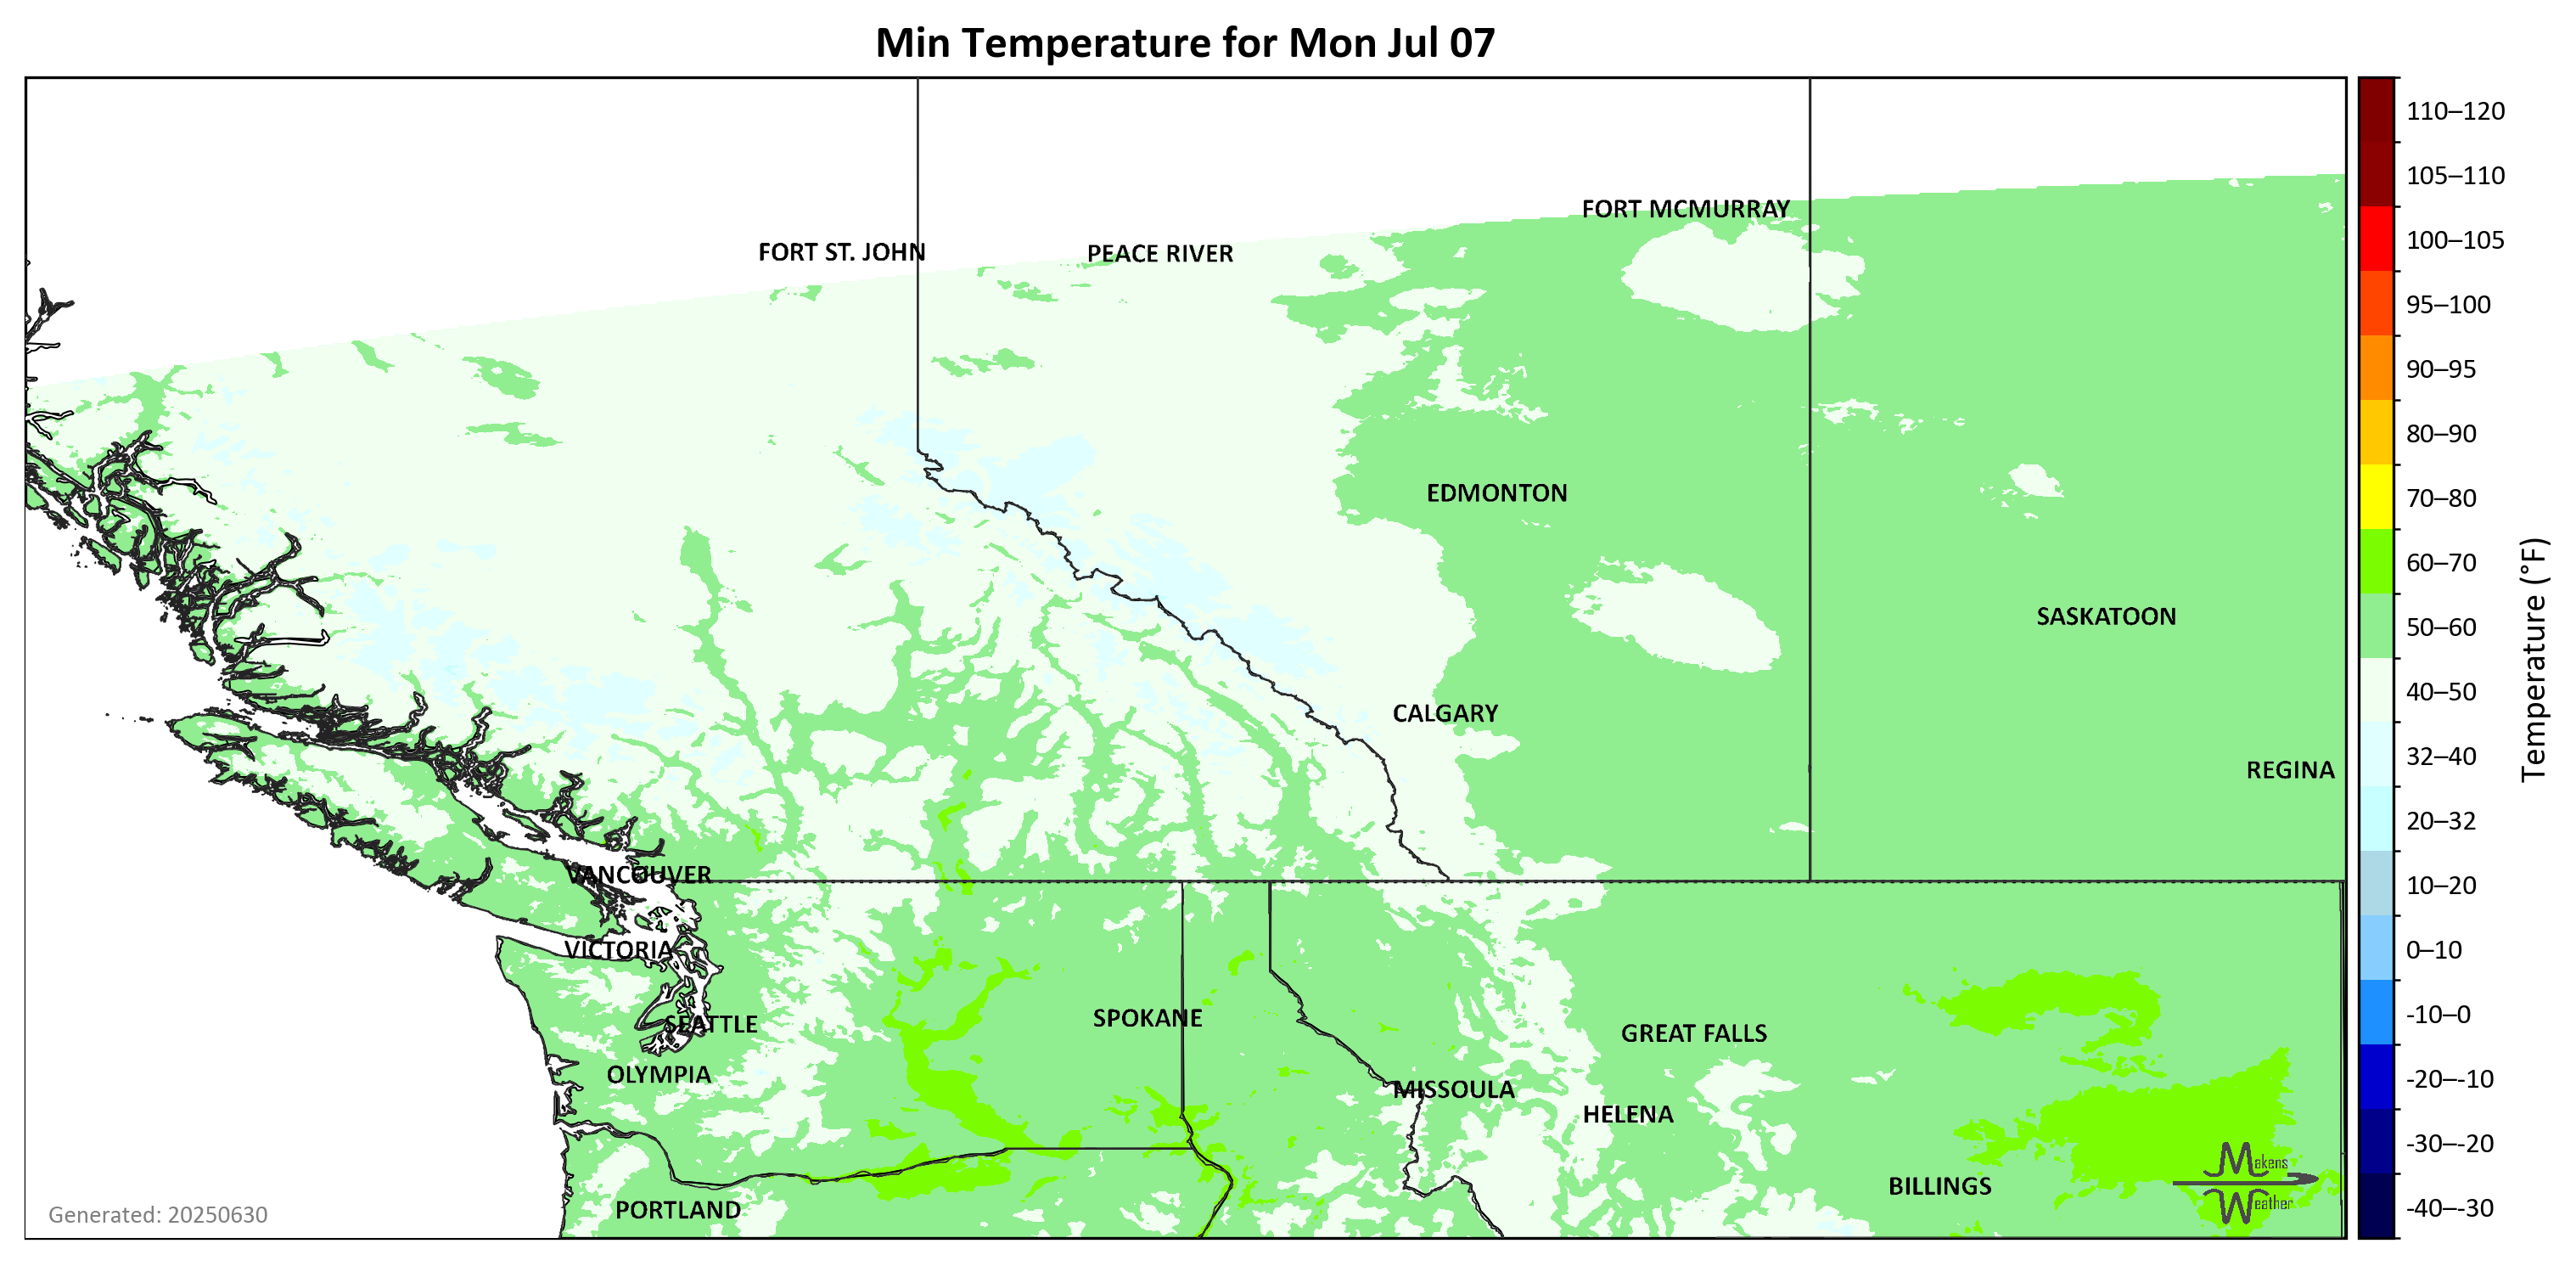 Min Temperature for Mon Jul 07
110–120
105–110
FORT MCMURRAY
100–105
FORT ST. JOHN
PEACE RIVER
95–100
90–95
80–90
EDMONTON
70–80
60–70
SASKATOON
50–60
Temperature (°F)
CALGARY
40–50
REGINA
32–40
20–32
VANCOUVER
10–20
VICTORIA
0–10
SEATTLE
SPOKANE
GREAT FALLS
-10–0
OLYMPIA
MISSOULA
-20–-10
HELENA
-30–-20
Makens
BILLINGS
Weather
PORTLAND
Generated: 20250630
-40–-30